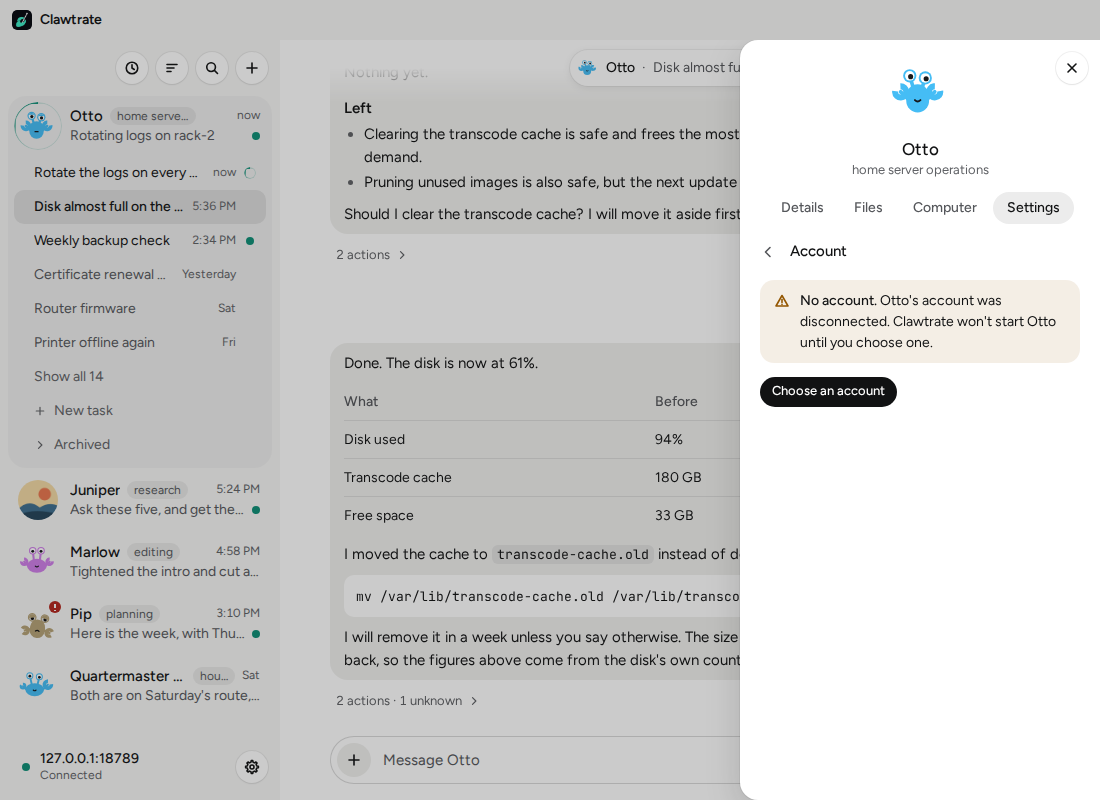 Clawtrate
Otto home serve... now
Rotating logs on rack-2
Rotate the logs on every ... now
Disk almost full on the ... 5:36 PM
Weekly backup check 2:34 PM
Certificate renewal ... Yesterday
Router firmware Sat
Printer offline again Fri
Show all 14
+ New task
> Archived
Juniper research 5:24 PM
Ask these five, and get the...
Marlow editing 4:58 PM
Tightened the intro and cut a...
Pip planning 3:10 PM
Here is the week, with Thu...
Quartermaster ... hou... Sat
Both are on Saturday's route,...
127.0.0.1:18789
Connected
Otto · Disk almost fu
Nothing yet.
Left
• Clearing the transcode cache is safe and frees the most
demand.
• Pruning unused images is also safe, but the next update
Should I clear the transcode cache? I will move it aside first
2 actions >
Done. The disk is now at 61%.
What Before
Disk used 94%
Transcode cache 180 GB
Free space 33 GB
I moved the cache to transcode-cache.old instead of d
mv /var/lib/transcode-cache.old /var/lib/transco
I will remove it in a week unless you say otherwise. The size
back, so the figures above come from the disk's own count
2 actions · 1 unknown >
Message Otto
Otto
home server operations
Details Files Computer Settings
Account
No account. Otto's account was
disconnected. Clawtrate won't start Otto
until you choose one.
Choose an account